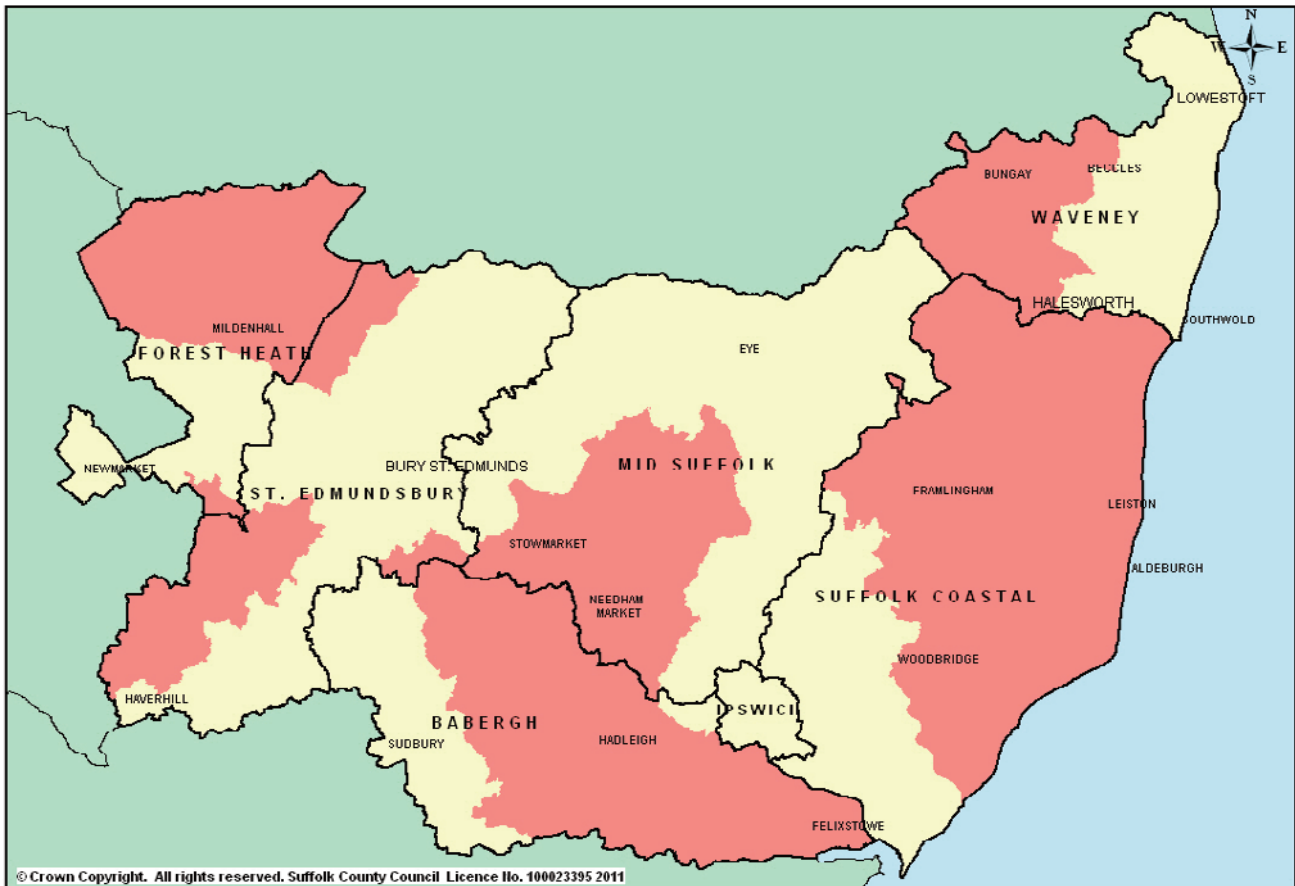 N
W E
S
LOWESTOFT
BUNGAY
BECCLES
WAVENEY
HALESWORTH
SOUTHWOLD
MILDENHALL
FOREST HEATH
EYE
NEWMARKET
BURY ST. EDMUNDS
MID SUFFOLK
ST. EDMUNDSBURY
FRAMLINGHAM
LEISTON
STOWMARKET
ALDEBURGH
NEEDHAM
MARKET
SUFFOLK COASTAL
WOODBRIDGE
HAVERHILL
IPSWICH
BABERGH
HADLEIGH
SUDBURY
FELIXSTOWE
© Crown Copyright. All rights reserved. Suffolk County Council Licence No. 100023395 2011